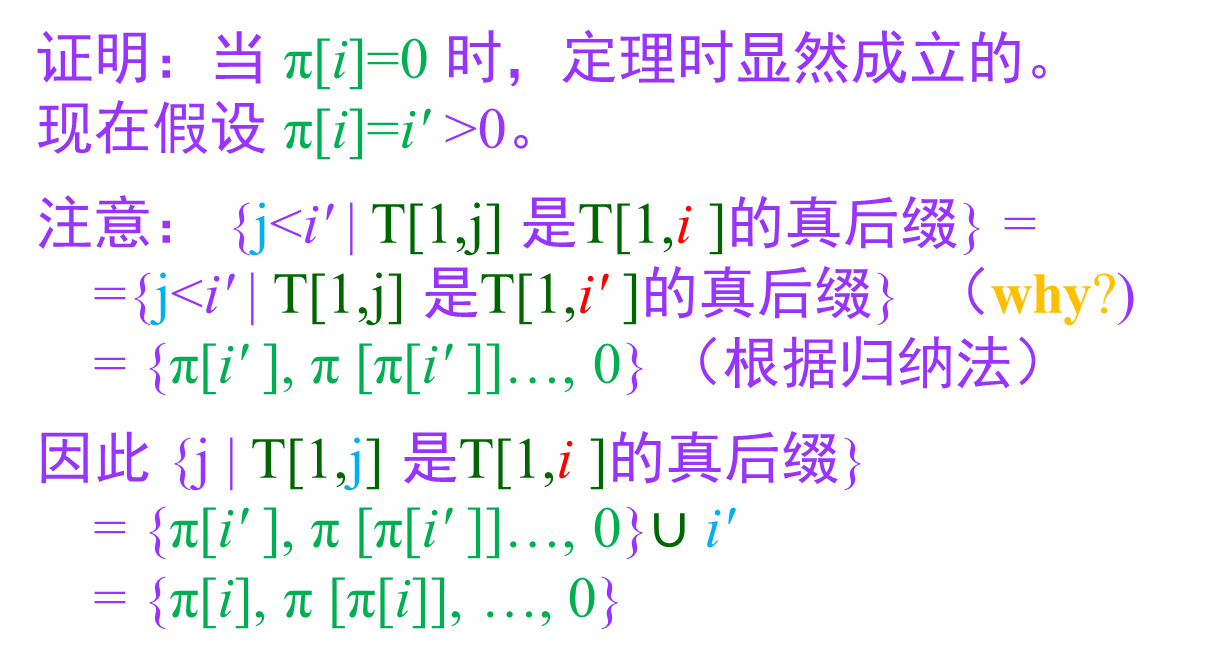 证明：当 π[i]=0 时，定理时显然成立的。
现在假设 π[i]=i′ >0。
注意： {j<i′ | T[1,j] 是T[1,i ]的真后缀} =
={j<i′ | T[1,j] 是T[1,i′ ]的真后缀} （why?)
= {π[i′ ], π [π[i′ ]]…, 0} （根据归纳法）
因此 {j | T[1,j] 是T[1,i ]的真后缀}
= {π[i′ ], π [π[i′ ]]…, 0}∪ i′
= {π[i], π [π[i]], …, 0}